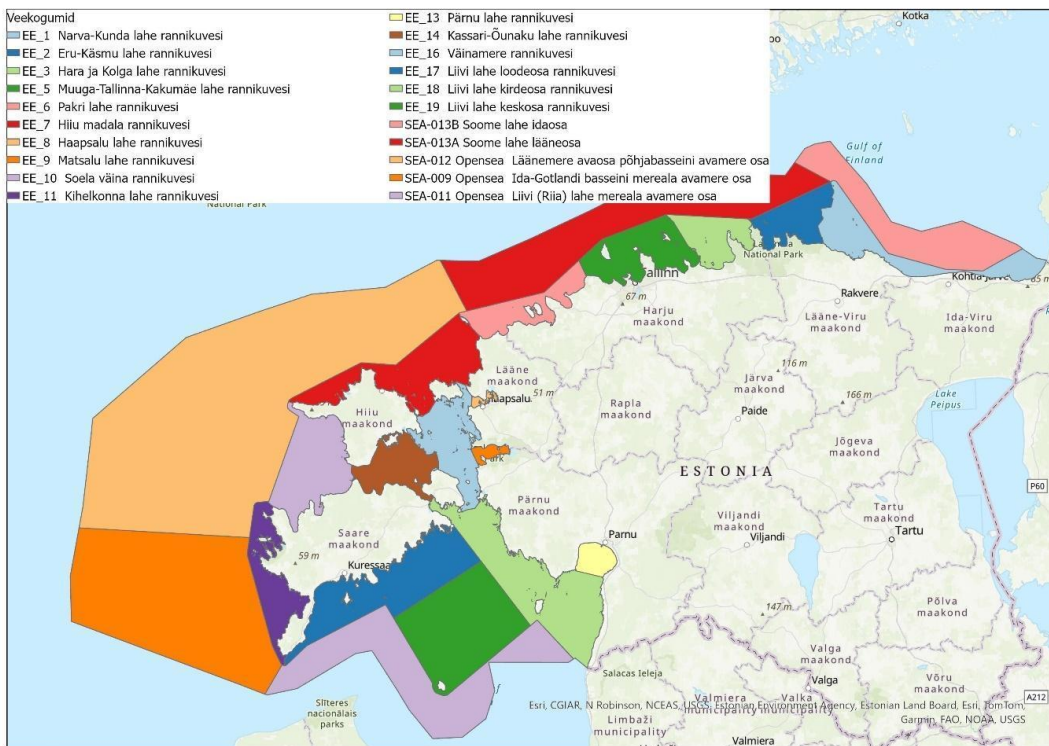 Veekogumid
EE_1 Narva-Kunda lahe rannikuvesi
EE_2 Eru-Käsmu lahe rannikuvesi
EE_3 Hara ja Kolga lahe rannikuvesi
EE_5 Muuga-Tallinna-Kakumäe lahe rannikuvesi
EE_6 Pakri lahe rannikuvesi
EE_7 Hiiu madala rannikuvesi
EE_8 Haapsalu lahe rannikuvesi
EE_9 Matsalu lahe rannikuvesi
EE_10 Soela väina rannikuvesi
EE_11 Kihelkonna lahe rannikuvesi
EE_13 Pärnu lahe rannikuvesi
EE_14 Kassari-Õunaku lahe rannikuvesi
EE_16 Väinamere rannikuvesi
EE_17 Liivi lahe loodeosa rannikuvesi
EE_18 Liivi lahe kirdeosa rannikuvesi
EE_19 Liivi lahe keskosa rannikuvesi
SEA-013B Soome lahe idaosa
SEA-013A Soome lahe lääneosa
SEA-012 Opensea Läänemere avaosa põhjabasseini avamere osa
SEA-009 Opensea Ida-Gotlandi basseini mereala avamere osa
SEA-011 Opensea Liivi (Riia) lahe mereala avamere osa
Kotka
Gulf of
Finland
National Park
National Park
Tallinn
67 m
Harju
maakond
Rakvere
Lääne-Viru
maakond
Ida-Viru
maakond
Lääne
maakond
51 m
Rapla
maakond
Järva
maakond
116 m
Paide
166 m
Lake
Peipus
Hiiu
maakond
Jõgeva
maakond
ESTONIA
P60
Pärnu
maakond
Saare
maakond
59 m
Parnu
Viljandi
maakond
Viljandi
Tartu
maakond
Tartu
147 m
Põlva
maakond
Valga
maakond
Valga
Võru
maakond
A212
Salacas lleja
Slīteres
nacionālais
parks
Limbaži
municipality
Valmiera
municipality
Valka
municipality
Valmiera
Esri, CGIAR, N Robinson, NCEAS, USGS, Estonian Environment Agency, Estonian Land Board, Esri, TomTom,
Garmin, FAO, NOAA, USGS